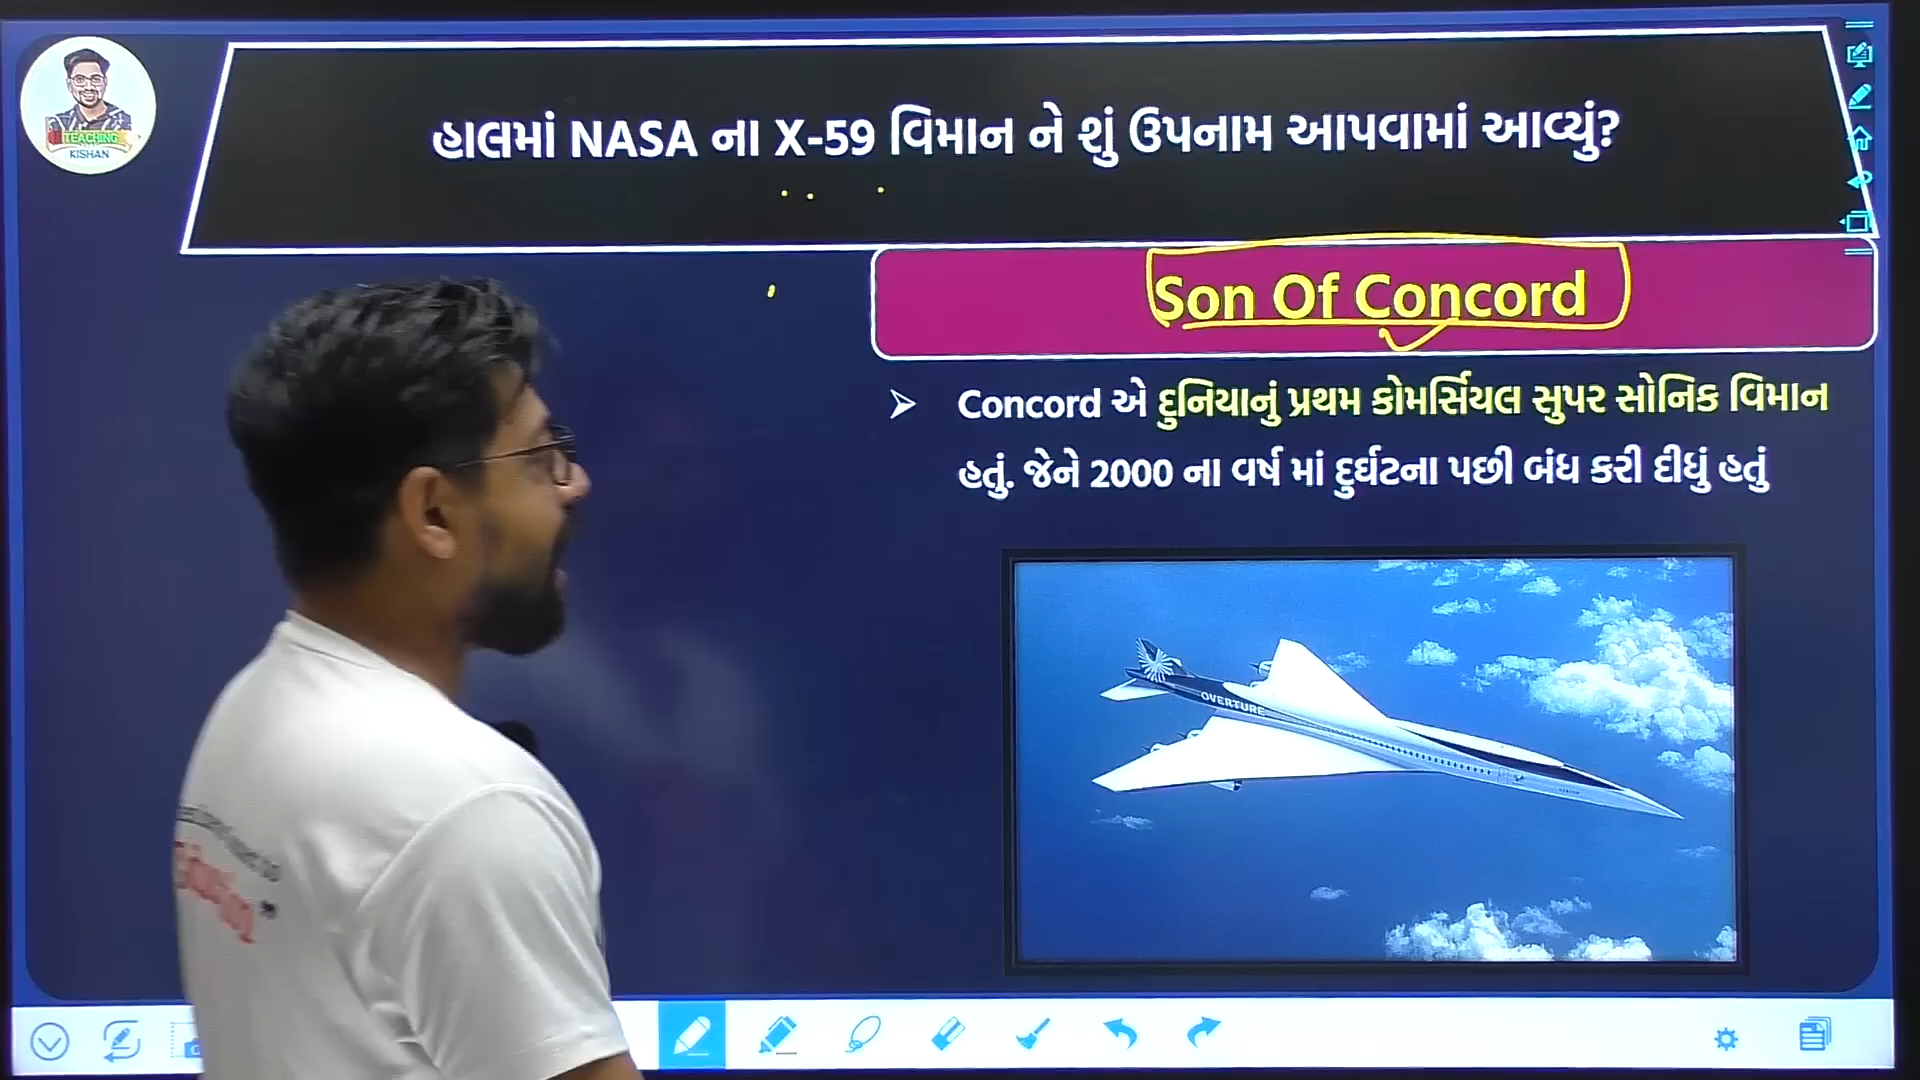 TEACHING
KISHAN
હાલમાં NASA ના X-59 વિમાન ને શું ઉપનામ આપવામાં આવ્યું?
Son Of Concord
➢ Concord એ દુનિયાનું પ્રથમ કોમર્સિયલ સુપર સોનિક વિમાન
હતું. જેને 2000 ના વર્ષ માં દુર્ઘટના પછી બંધ કરી દીધું હતું
OVERTURE